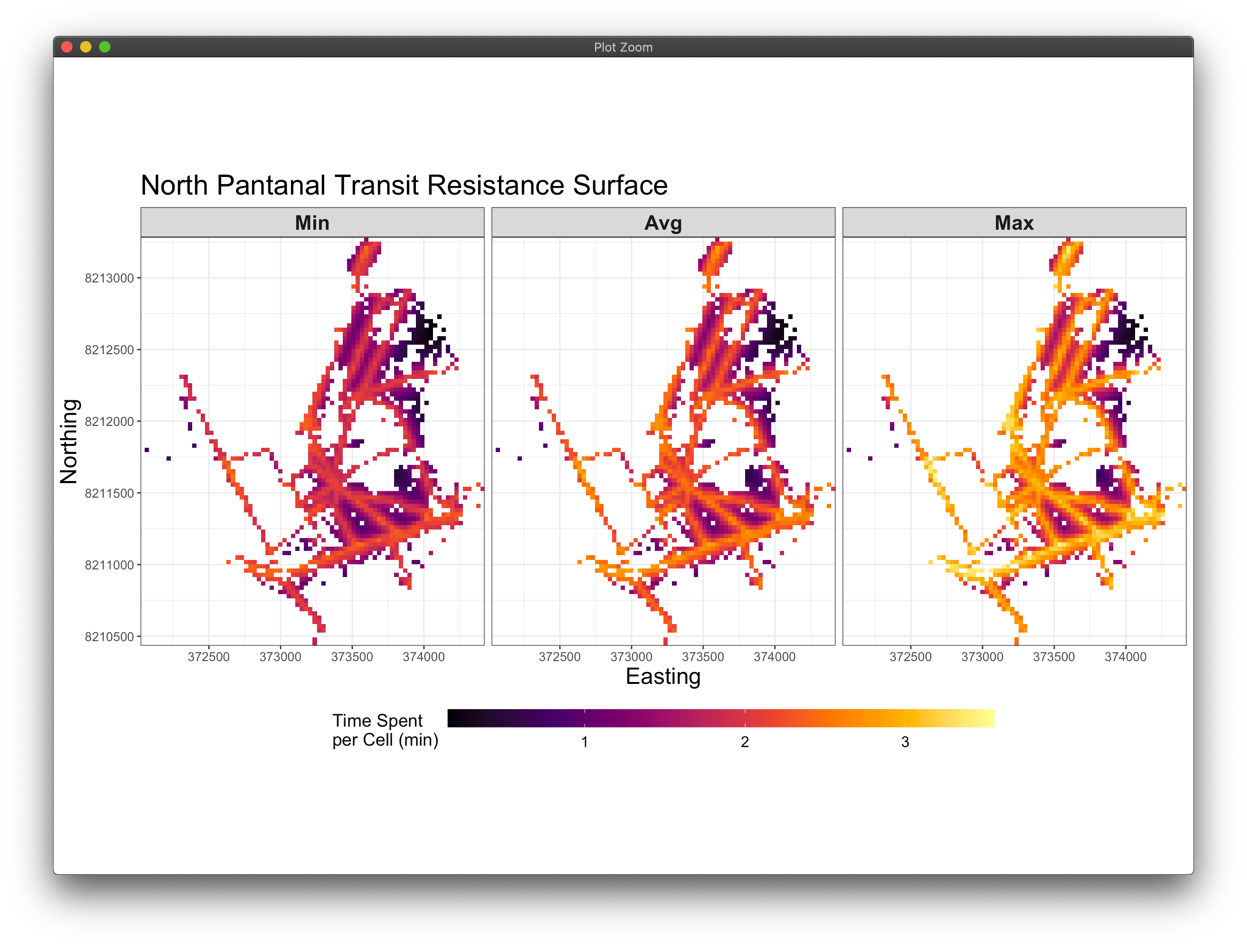 Plot Zoom
North Pantanal Transit Resistance Surface
Min
Avg
Max
8213000
8212500
8212000
8211500
8211000
8210500
Northing
372500
373000
373500
374000
372500
373000
373500
374000
372500
373000
373500
374000
Easting
Time Spent
per Cell (min)
1
2
3